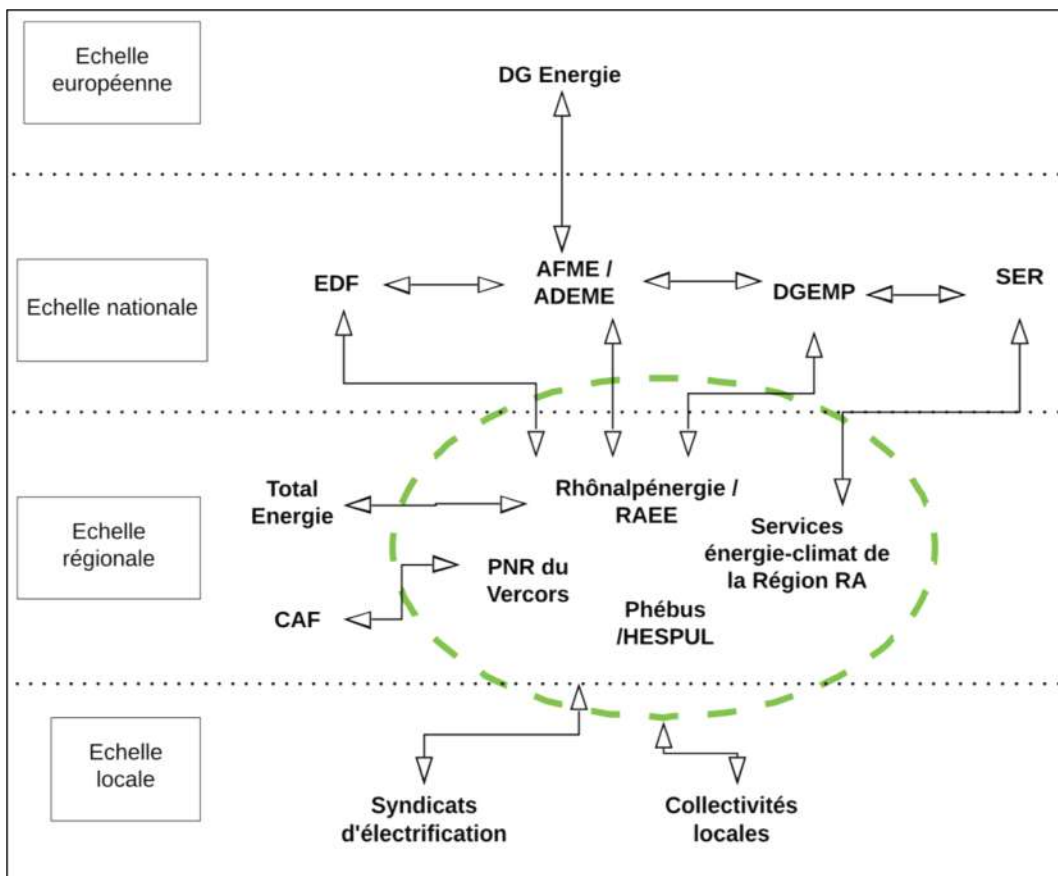 Echelle
européenne
DG Energie
Echelle nationale
EDF
AFME /
ADEME
DGEMP
SER
Echelle
régionale
Total
Energie
Rhônalpénergie /
RAEE
Services
énergie-climat de
la Région RA
PNR du
Vercors
CAF
Phébus
/HESPUL
Echelle
locale
Syndicats
d'électrification
Collectivités
locales